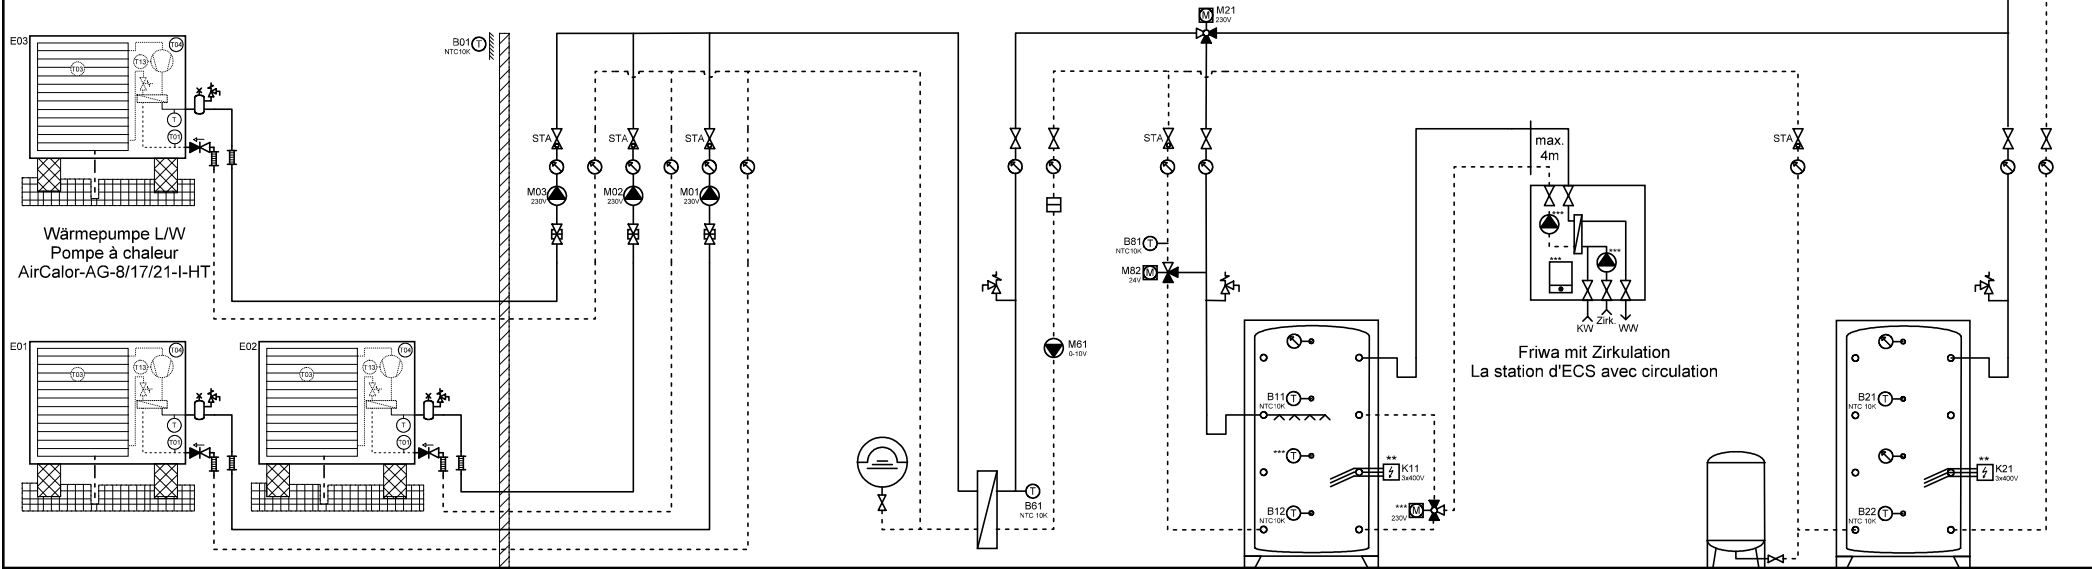 M21
230V
E03
T04
T13
T03
T
T01
B01
T
NTC10K
STA
STA
STA
STA
STA
max.
4m
M03
230V
M02
230V
M01
230V
***
***
***
Wärmepumpe L/W
Pompe à chaleur
AirCalor-AG-8/17/21-I-HT
B81
T
NTC10K
M82
M
24V
KW
Zirk.
WW
E01
T04
T13
T03
T
T01
E02
T04
T13
T03
T
T01
M61
0-10V
Friwa mit Zirkulation
La station d'ECS avec circulation
B11
T
NTC10K
***
T
**
K11
3x400V
B12
T
NTC10K
***
M
230V
B21
T
NTC 10K
**
K21
3x400V
B22
T
NTC 10K
T
B61
NTC 10K